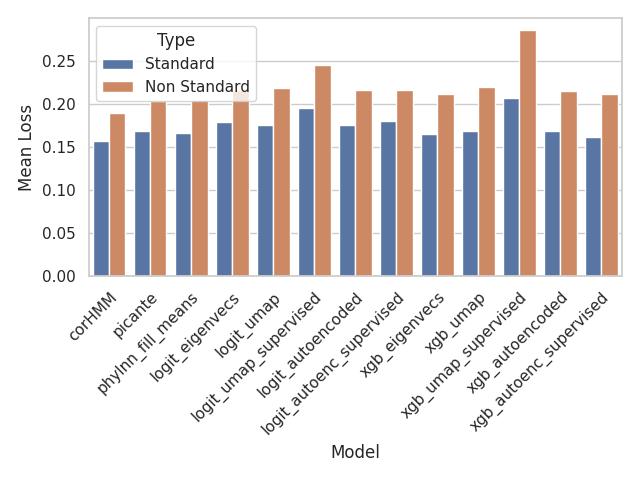 Type
Standard
Non Standard
Mean Loss
0.25
0.20
0.15
0.10
0.05
0.00
corHMM
picante
phylnn_fill_means
logit_eigenvecs
logit_umap
logit_umap_supervised
logit_autoencoded
logit_autoenc_supervised
xgb_eigenvecs
xgb_umap
xgb_umap_supervised
xgb_autoencoded
xgb_autoenc_supervised
Model